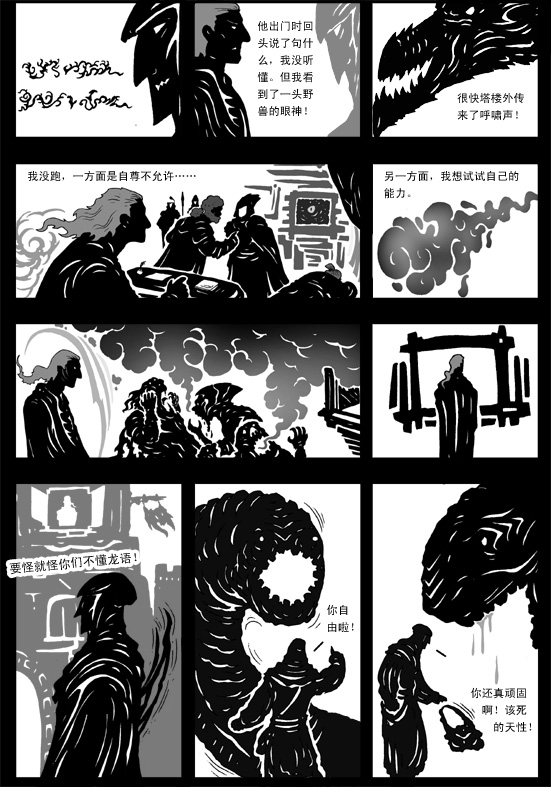 他出门时回
头说了句什
么，我没听
懂。但我看
到了一头野
兽的眼神！
很快塔楼外传
来了呼啸声！
我没跑，一方面是自尊不允许……
另一方面，我想试试自己的
能力。
要怪就怪你们不懂龙语！
你自
由啦！
你还真顽固
啊！该死
的天性！